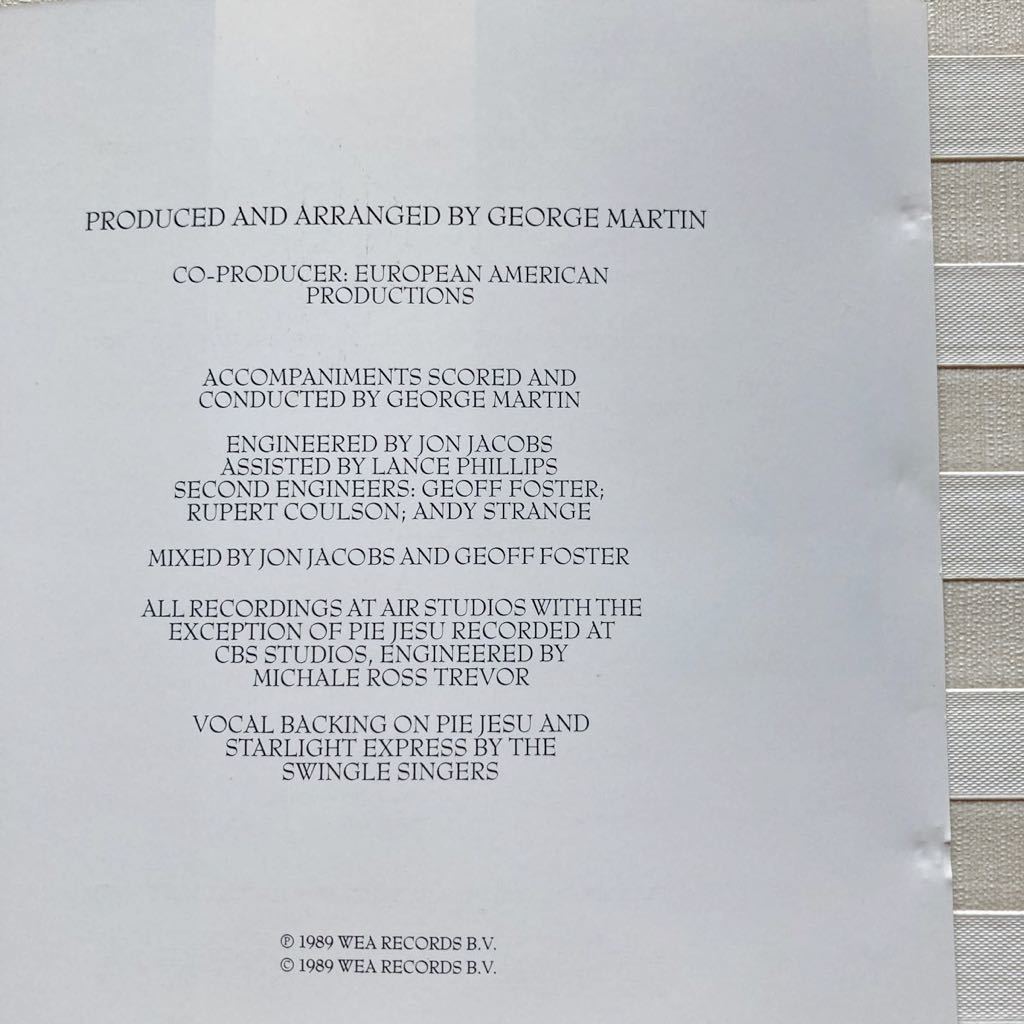 PRODUCED AND ARRANGED BY GEORGE MARTIN
CO-PRODUCER: EUROPEAN AMERICAN
PRODUCTIONS
ACCOMPANIMENTS SCORED AND
CONDUCTED BY GEORGE MARTIN
ENGINEERED BY JON JACOBS
ASSISTED BY LANCE PHILLIPS
SECOND ENGINEERS: GEOFF FOSTER;
RUPERT COULSON; ANDY STRANGE
MIXED BY JON JACOBS AND GEOFF FOSTER
ALL RECORDINGS AT AIR STUDIOS WITH THE
EXCEPTION OF PIE JESU RECORDED AT
CBS STUDIOS, ENGINEERED BY
MICHALE ROSS TREVOR
VOCAL BACKING ON PIE JESU AND
STARLIGHT EXPRESS BY THE
SWINGLE SINGERS
℗ 1989 WEA RECORDS B.V.
© 1989 WEA RECORDS B.V.